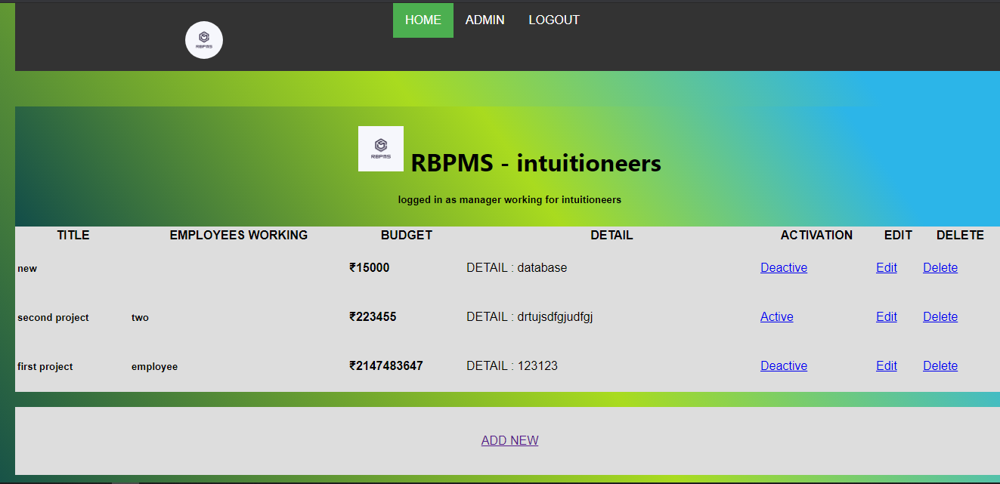 HOME ADMIN LOGOUT
RBPMS
RBPMS
RBPMS - intuitioneers
logged in as manager working for intuitioneers
TITLE EMPLOYEES WORKING BUDGET DETAIL ACTIVATION EDIT DELETE
new ₹15000 DETAIL : database Deactive Edit Delete
second project two ₹223455 DETAIL : drtujsdfgjudfgj Active Edit Delete
first project employee ₹2147483647 DETAIL : 123123 Deactive Edit Delete
ADD NEW